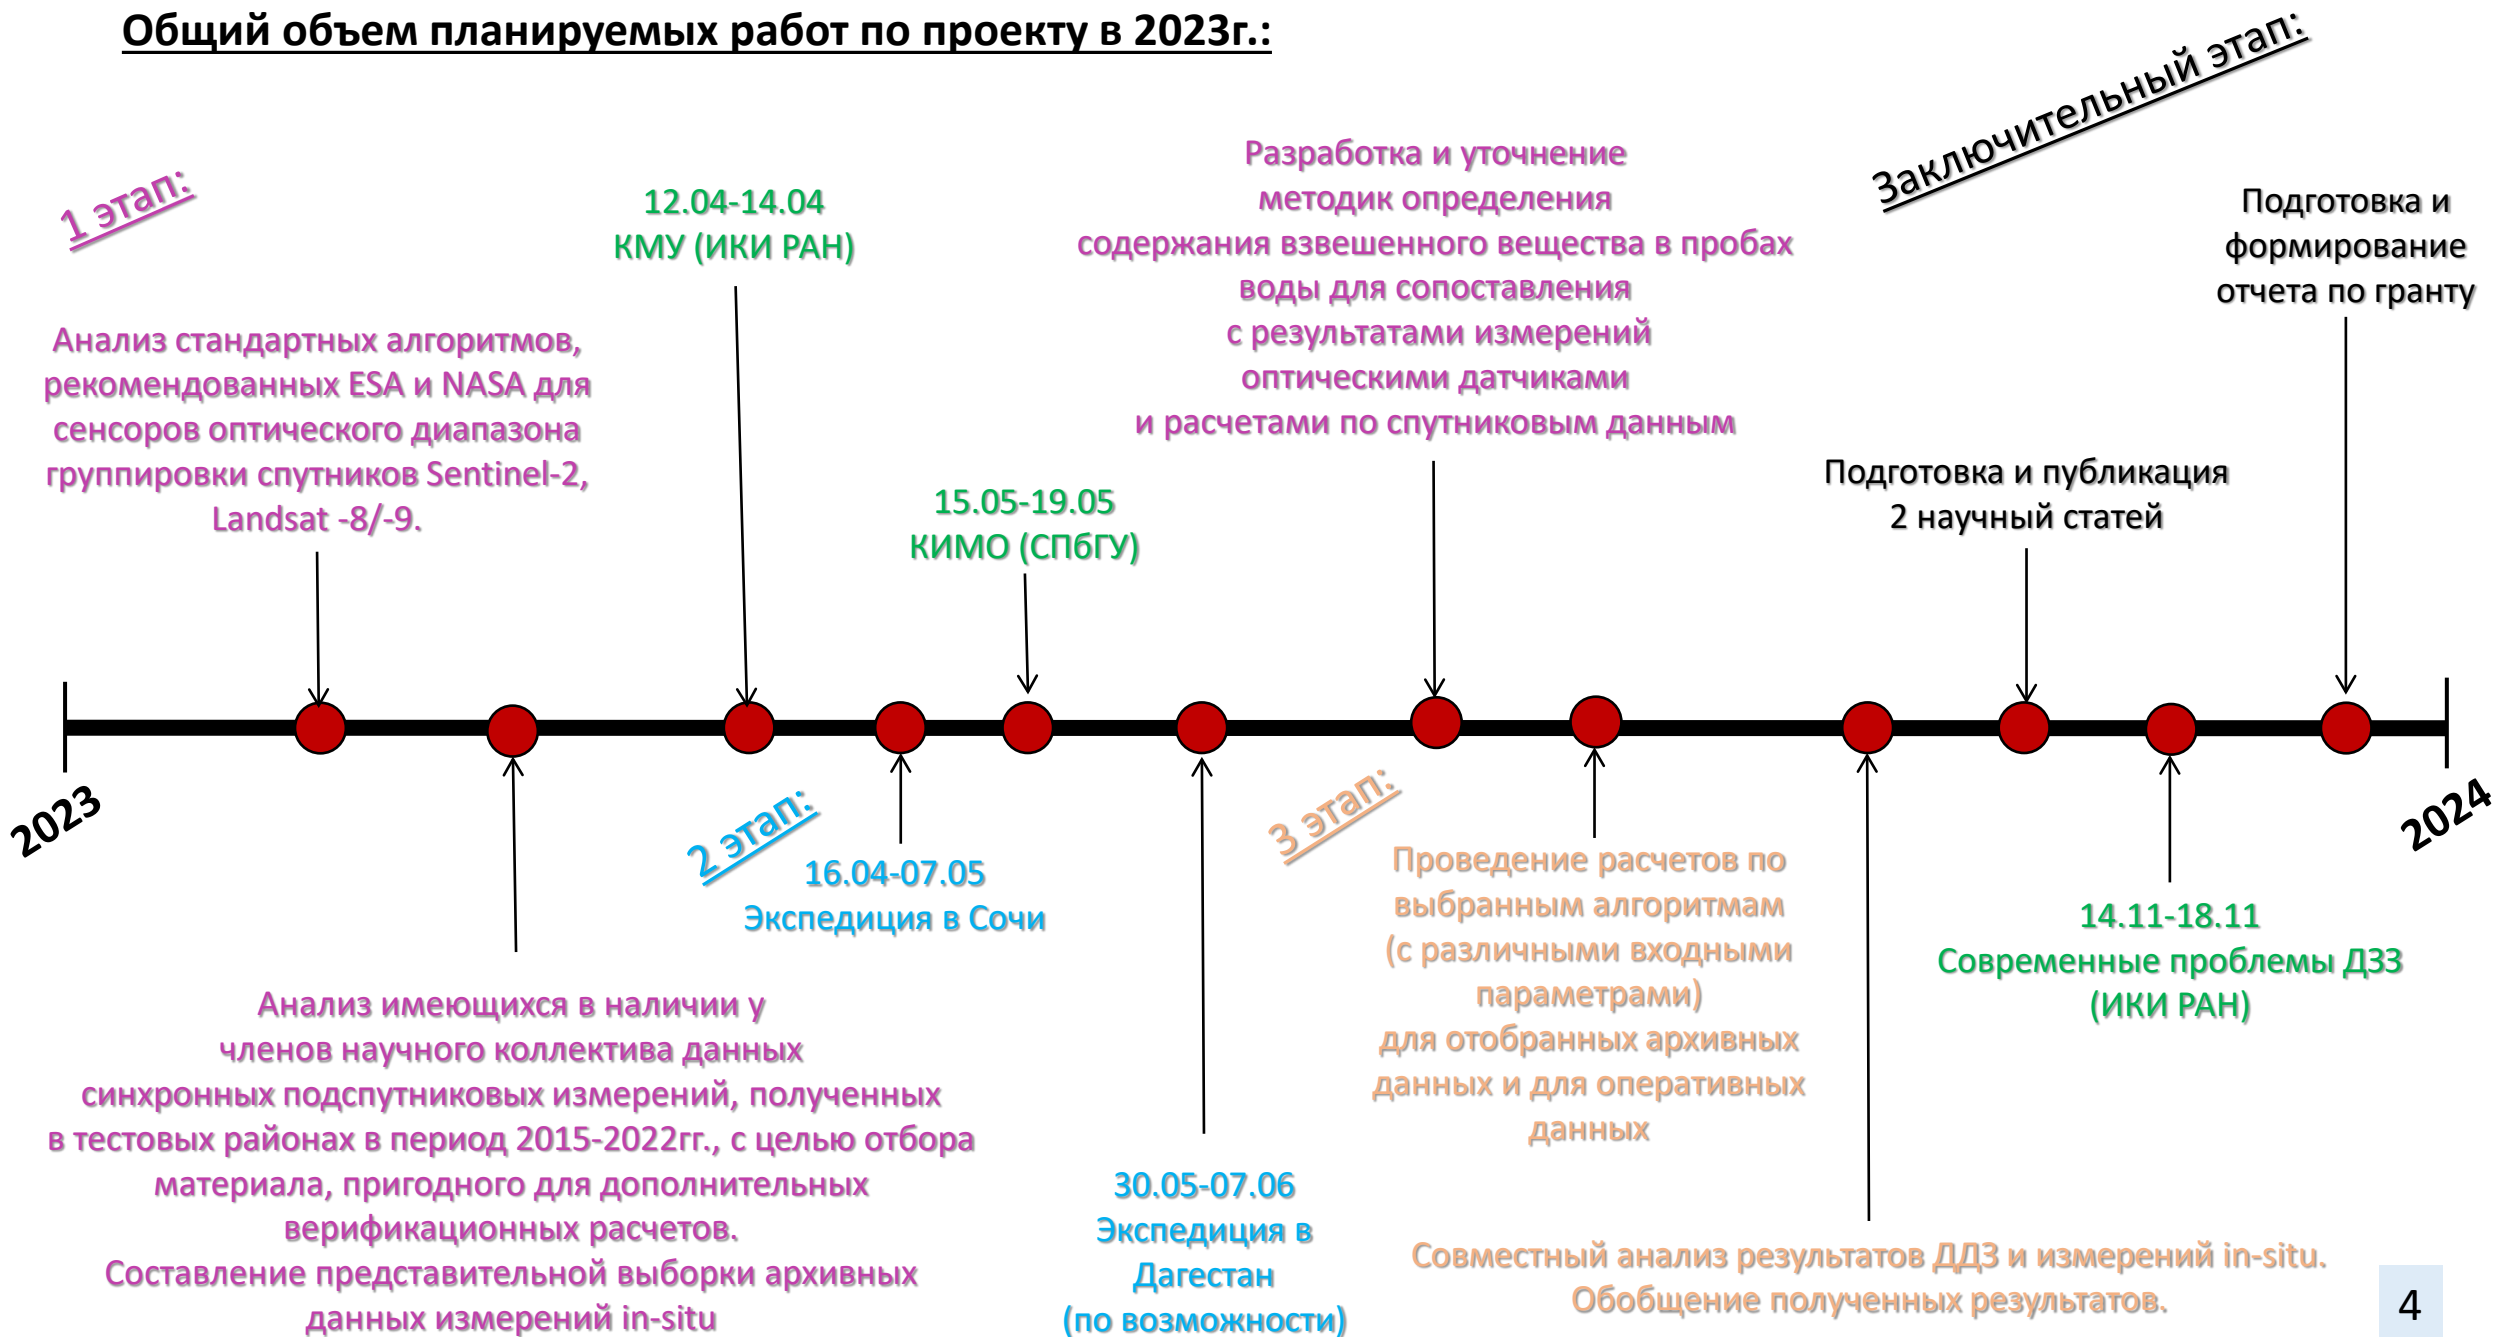 Общий объем планируемых работ по проекту в 2023г.:
1 этап:
Анализ стандартных алгоритмов,
рекомендованных ESA и NASA для
сенсоров оптического диапазона
группировки спутников Sentinel-2,
Landsat -8/-9.
12.04-14.04
КМУ (ИКИ РАН)
15.05-19.05
КИМО (СПбГУ)
Разработка и уточнение
методик определения
содержания взвешенного вещества в пробах
воды для сопоставления
с результатами измерений
оптическими датчиками
и расчетами по спутниковым данным
Заключительный этап:
Подготовка и публикация
2 научный статей
Подготовка и
формирование
отчета по гранту
2023
2024
Анализ имеющихся в наличии у
членов научного коллектива данных
синхронных подспутниковых измерений, полученных
в тестовых районах в период 2015-2022гг., с целью отбора
материала, пригодного для дополнительных
верификационных расчетов.
Составление представительной выборки архивных
данных измерений in-situ
2 этап:
16.04-07.05
Экспедиция в Сочи
30.05-07.06
Экспедиция в
Дагестан
(по возможности)
3 этап:
Проведение расчетов по
выбранным алгоритмам
(с различными входными
параметрами)
для отобранных архивных
данных и для оперативных
данных
Совместный анализ результатов ДДЗ и измерений in-situ.
Обобщение полученных результатов.
14.11-18.11
Современные проблемы ДЗЗ
(ИКИ РАН)
4